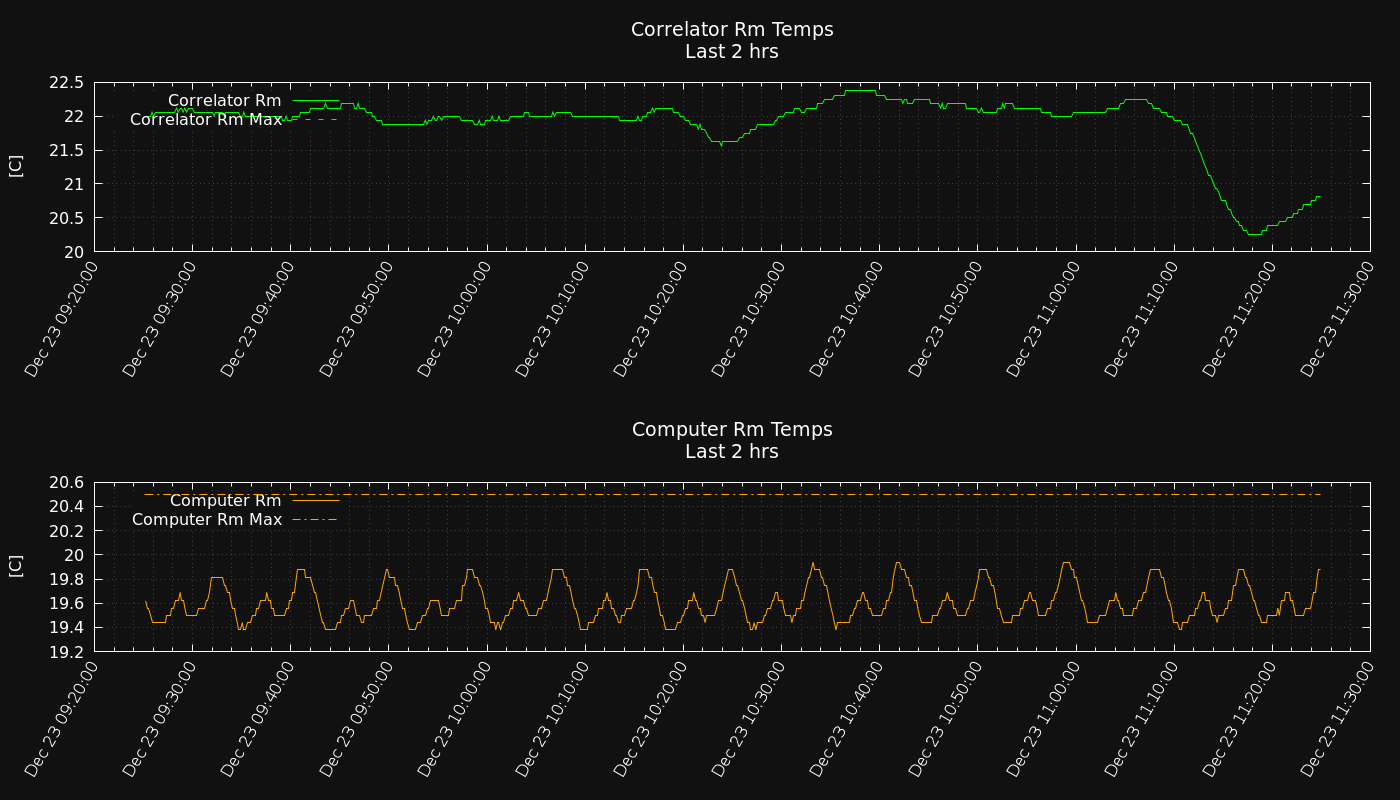 Correlator Rm Temps
Last 2 hrs
22.5
22
21.5
21
20.5
20
[C]
Correlator Rm
Correlator Rm Max
Dec 23 09:20:00
Dec 23 09:30:00
Dec 23 09:40:00
Dec 23 09:50:00
Dec 23 10:00:00
Dec 23 10:10:00
Dec 23 10:20:00
Dec 23 10:30:00
Dec 23 10:40:00
Dec 23 10:50:00
Dec 23 11:00:00
Dec 23 11:10:00
Dec 23 11:20:00
Dec 23 11:30:00
Computer Rm Temps
Last 2 hrs
20.6
20.4
20.2
20
19.8
19.6
19.4
19.2
[C]
Computer Rm
Computer Rm Max
Dec 23 09:20:00
Dec 23 09:30:00
Dec 23 09:40:00
Dec 23 09:50:00
Dec 23 10:00:00
Dec 23 10:10:00
Dec 23 10:20:00
Dec 23 10:30:00
Dec 23 10:40:00
Dec 23 10:50:00
Dec 23 11:00:00
Dec 23 11:10:00
Dec 23 11:20:00
Dec 23 11:30:00